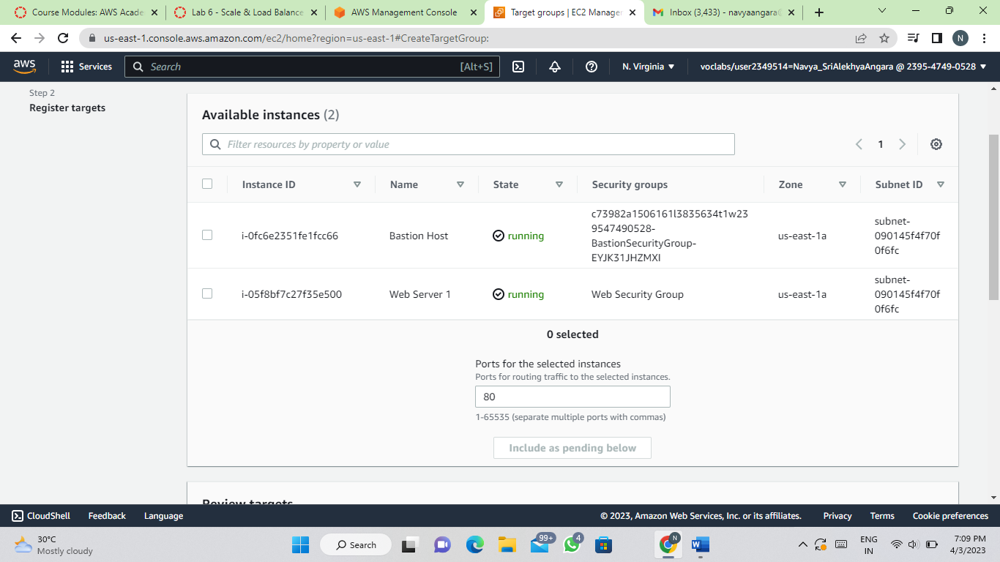 Course Modules: AWS Acade
Lab 6 - Scale & Load Balance
AWS Management Console
Target groups | EC2 Manager
Inbox (3,433) - navyaangara@
us-east-1.console.aws.amazon.com/ec2/home?region=us-east-1#CreateTargetGroup:
N
aws
Services
Search
[Alt+S]
N. Virginia
voclabs/user2349514=Navya_SriAlekhyaAngara @ 2395-4749-0528
Step 2
Register targets
Available instances (2)
Filter resources by property or value
1
Instance ID
Name
State
Security groups
Zone
Subnet ID
i-0fc6e2351fe1fcc66
Bastion Host
running
c73982a1506161l3835634t1w23
9547490528-
BastionSecurityGroup-
EYJK31JHZMXI
us-east-1a
subnet-
090145f4f70f
0f6fc
i-05f8bf7c27f35e500
Web Server 1
running
Web Security Group
us-east-1a
subnet-
090145f4f70f
0f6fc
0 selected
Ports for the selected instances
Ports for routing traffic to the selected instances.
80
1-65535 (separate multiple ports with commas)
Include as pending below
Review targets
CloudShell
Feedback
Language
© 2023, Amazon Web Services, Inc. or its affiliates.
Privacy
Terms
Cookie preferences
30°C
Mostly cloudy
Search
99+
4
N
W
ENG
IN
7:09 PM
4/3/2023